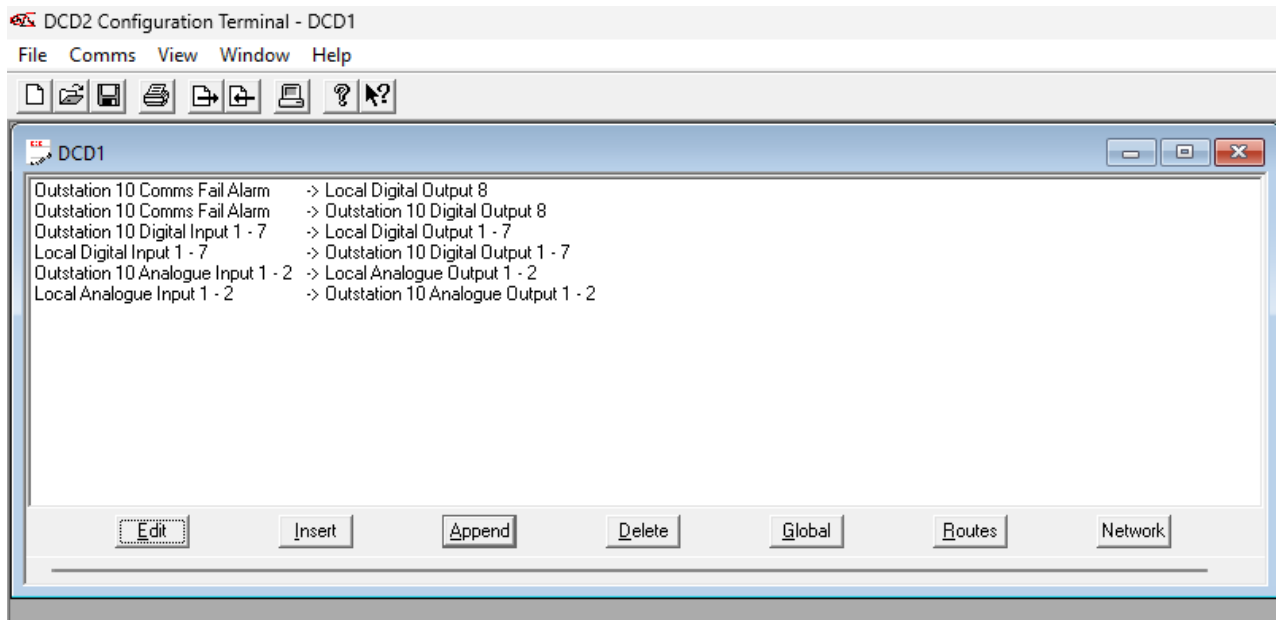 DCD2 Configuration Terminal - DCD1
File Comms View Window Help
DCD1
Outstation 10 Comms Fail Alarm -> Local Digital Output 8
Outstation 10 Comms Fail Alarm -> Outstation 10 Digital Output 8
Outstation 10 Digital Input 1 - 7 -> Local Digital Output 1 - 7
Local Digital Input 1 - 7 -> Outstation 10 Digital Output 1 - 7
Outstation 10 Analogue Input 1 - 2 -> Local Analogue Output 1 - 2
Local Analogue Input 1 - 2 -> Outstation 10 Analogue Output 1 - 2
Edit Insert Append Delete Global Routes Network